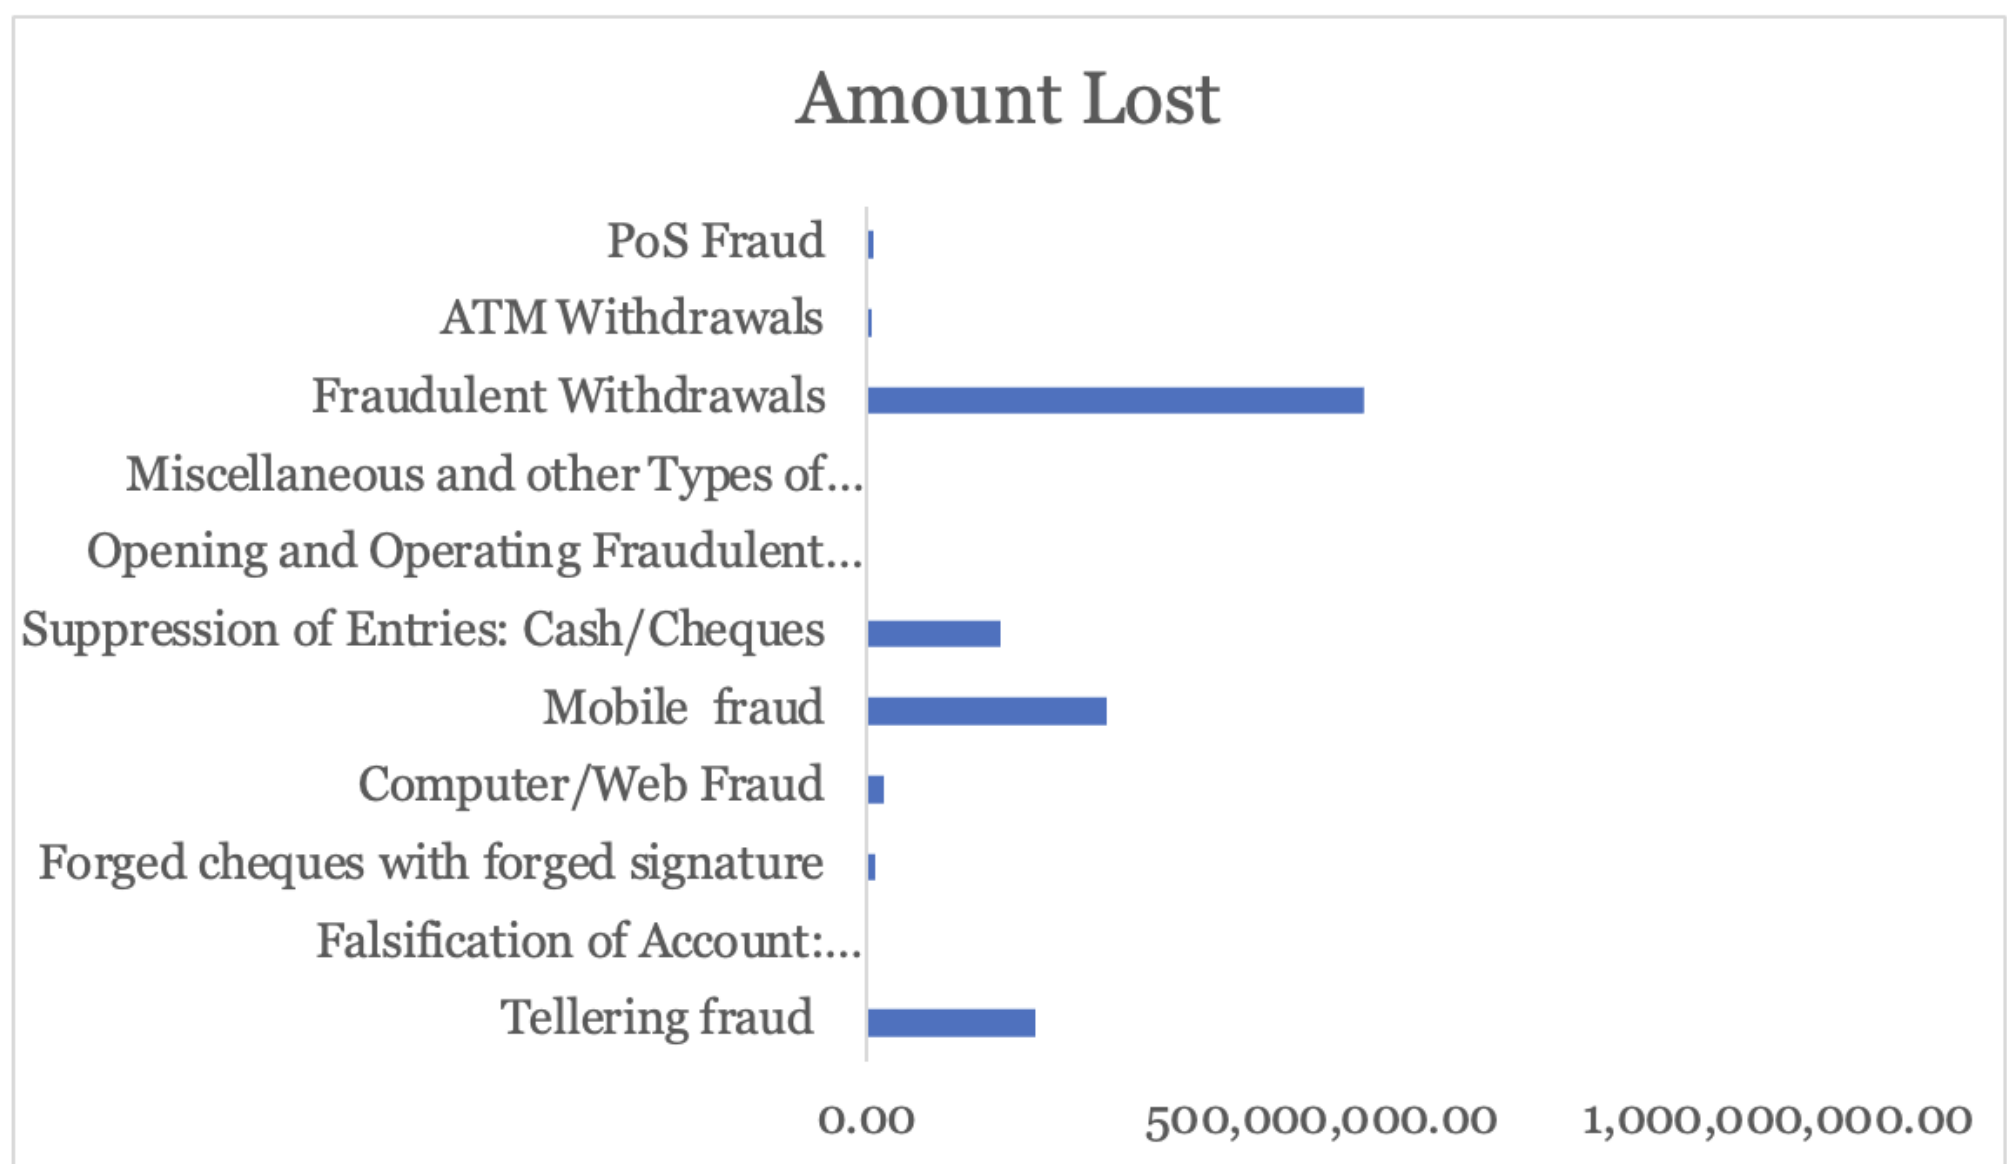 Amount Lost
PoS Fraud
ATM Withdrawals
Fraudulent Withdrawals
Miscellaneous and other Types of...
Opening and Operating Fraudulent...
Suppression of Entries: Cash/Cheques
Mobile  fraud
Computer/Web Fraud
Forged cheques with forged signature
Falsification of Account:...
Tellering fraud
0.00 500,000,000.00 1,000,000,000.00